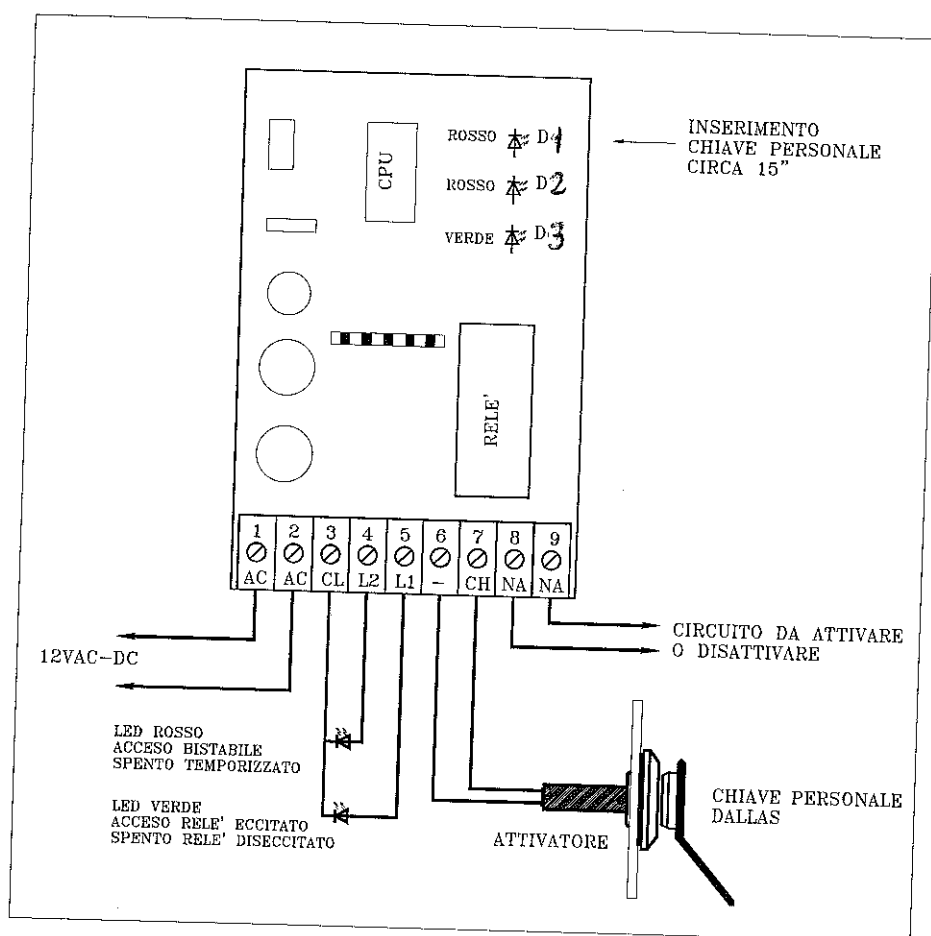 INSERIMENTO
CHIAVE PERSONALE
CIRCA 15"
ROSSO D1
ROSSO D2
VERDE D3
CPU
RELE'
1 2 3 4 5 6 7 8 9
AC AC CL L2 L1 - CH NA NA
12VAC-DC
CIRCUITO DA ATTIVARE
O DISATTIVARE
LED ROSSO
ACCESO BISTABILE
SPENTO TEMPORIZZATO
LED VERDE
ACCESO RELE' ECCITATO
SPENTO RELE' DISECCITATO
ATTIVATORE
CHIAVE PERSONALE
DALLAS